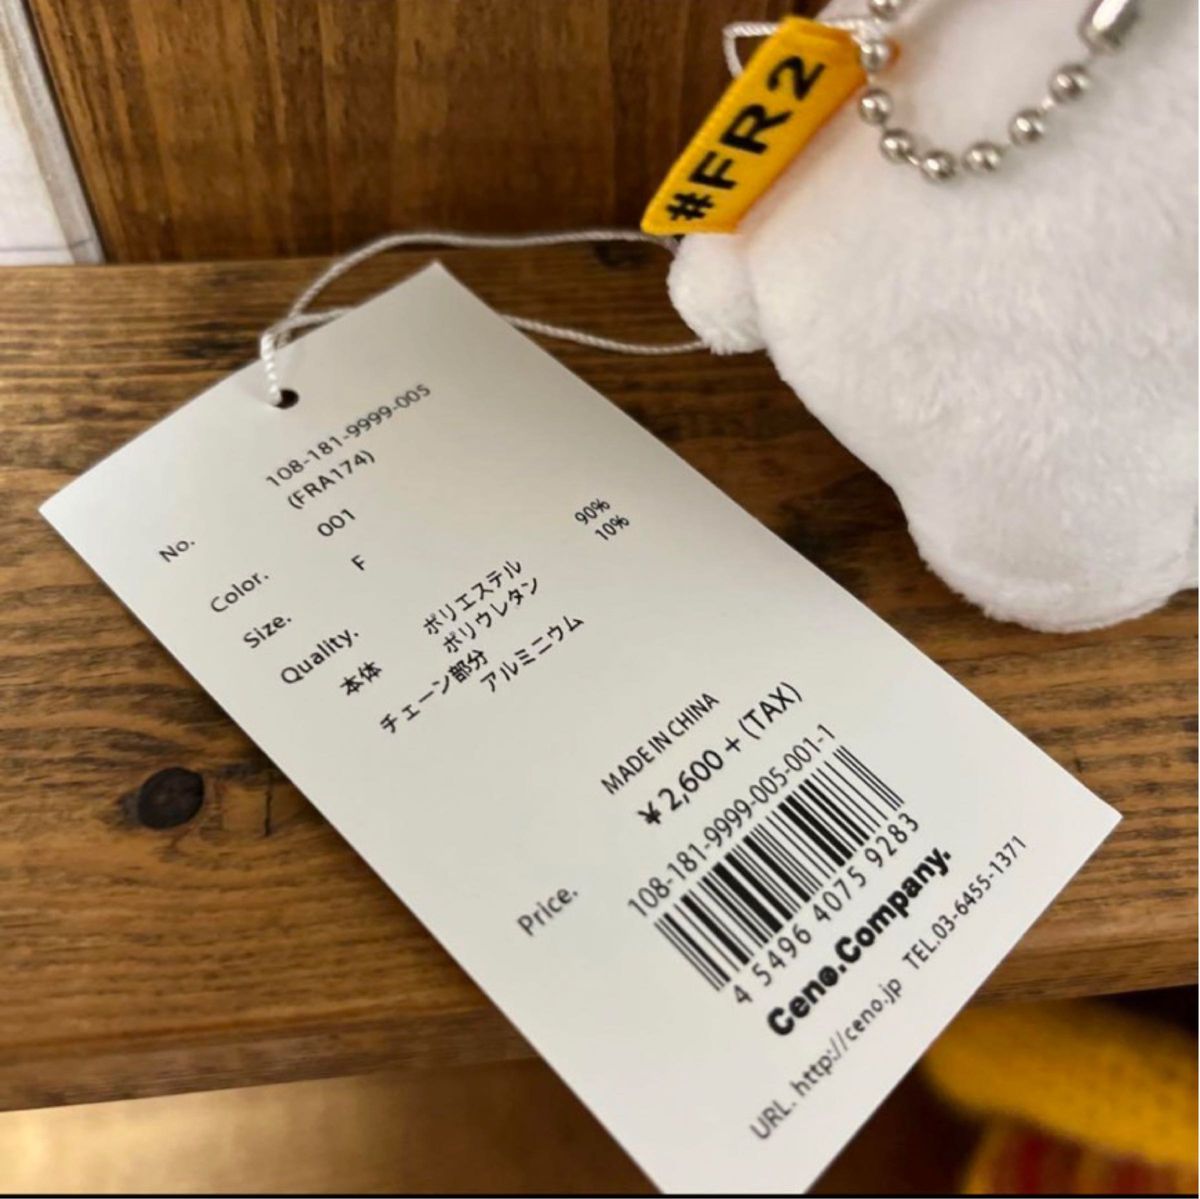 #FR2
No. 108-181-9999-005
(FRA174)
Color. 001
Size. F
Quality.
本体 ポリエステル 90%
ポリウレタン 10%
チェーン部分
アルミニウム
MADE IN CHINA
Price. ¥2,600+(TAX)
108-181-9999-005-001-1
4 5496 4075 9283
Ceno.Company.
URL. http://ceno.jp TEL.03-6455-1371